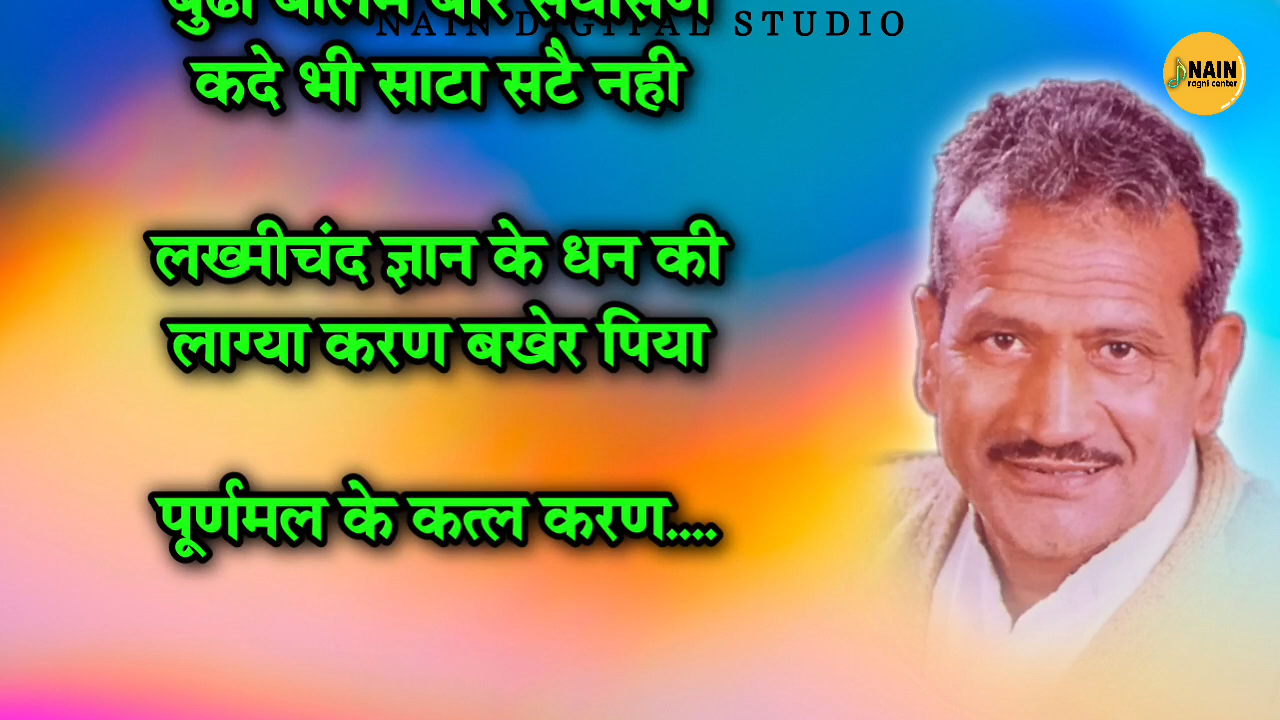 NAIN DIGITAL STUDIO
कदे भी साटा सटै नही
लख्मीचंद ज्ञान के धन की
लाग्या करण बखेर पिया
पूर्णमल के कत्ल करण....
NAIN
ragni center